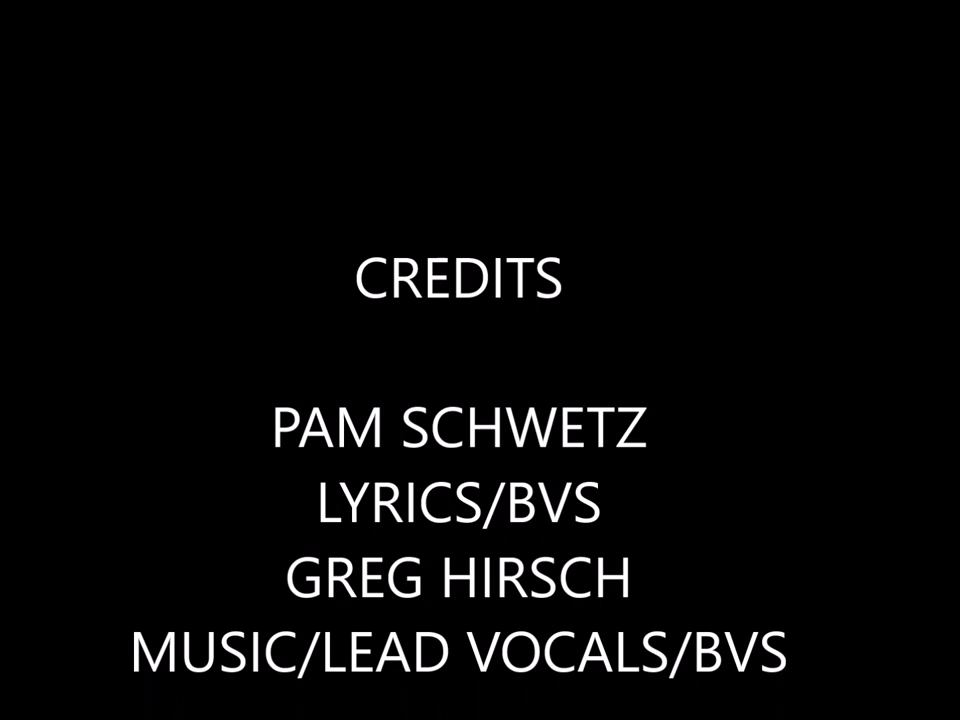 CREDITS
PAM SCHWETZ
LYRICS/BVS
GREG HIRSCH
MUSIC/LEAD VOCALS/BVS